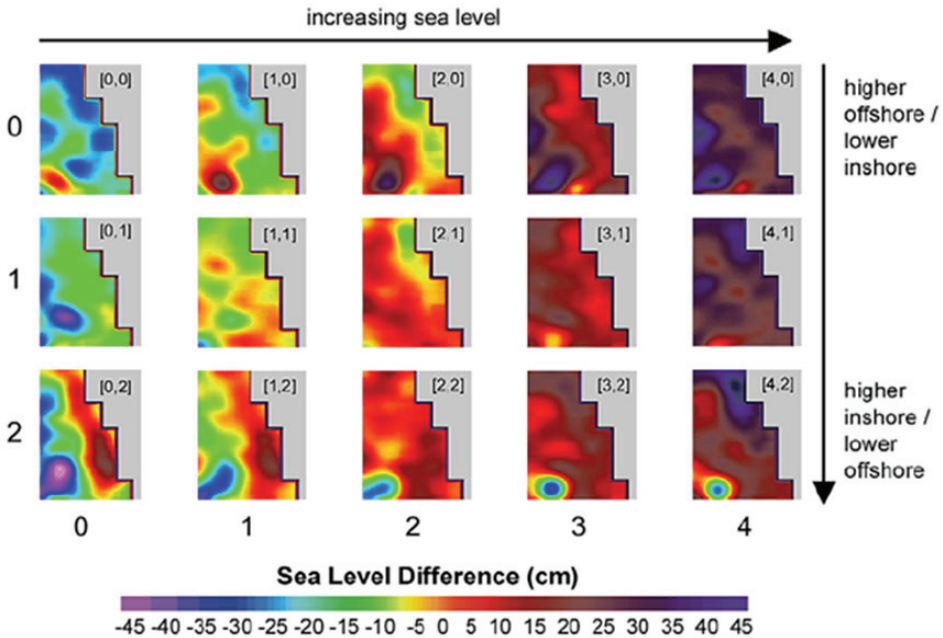 increasing sea level
[0,0] [1,0] [2,0] [3,0] [4,0]
0
higher
offshore /
lower
inshore
[0,1] [1,1] [2,1] [3,1] [4,1]
1
[0,2] [1,2] [2,2] [3,2] [4,2]
2
higher
inshore /
lower
offshore
0 1 2 3 4
Sea Level Difference (cm)
-45 -40 -35 -30 -25 -20 -15 -10 -5 0 5 10 15 20 25 30 35 40 45